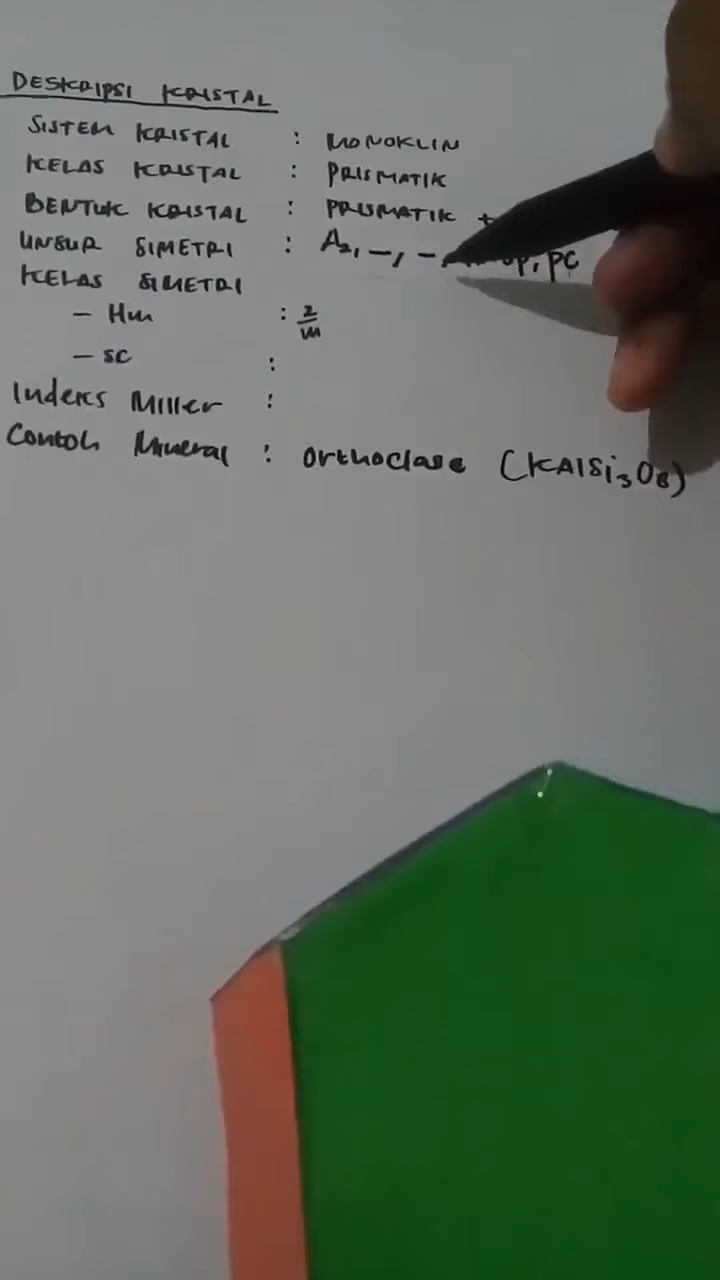 DESKRIPSI KRISTAL
SISTEM KRISTAL : MONOKLIN
KELAS KRISTAL : PRISMATIK
BENTUK KRISTAL : PRISMATIK +
UNSUR SIMETRI : A₂, –, –, PC
KELAS SIMETRI
– Hm : 2/m
– SC :
Indeks Miller :
Contoh Mineral : Orthoclase (KAlSi₃O₈)